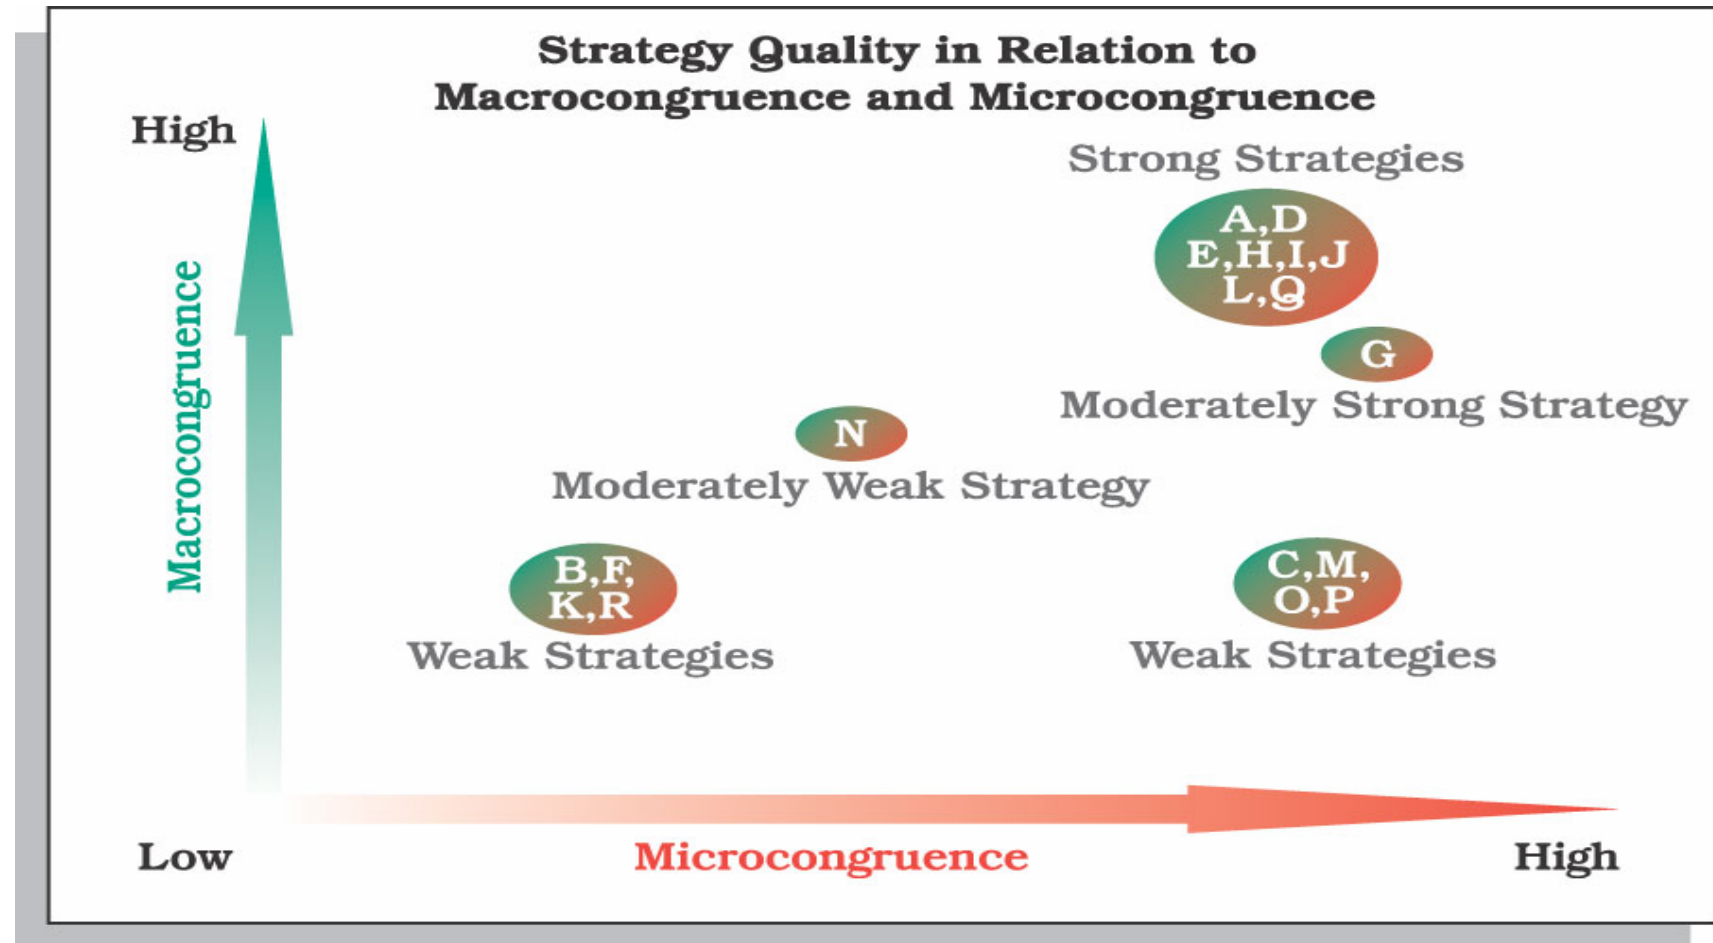 Strategy Quality in Relation to
Macrocongruence and Microcongruence
High
Strong Strategies
A,D
E,H,I,J
L,Q
G
Moderately Strong Strategy
Macrocongruence
N
Moderately Weak Strategy
B,F,
K,R
Weak Strategies
C,M,
O,P
Weak Strategies
Low
Microcongruence
High